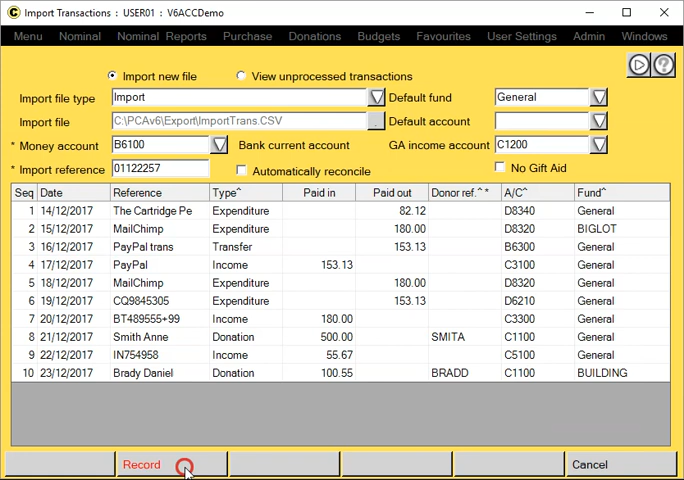 Import Transactions : USER01 : V6ACCDemo
Menu Nominal Nominal Reports Purchase Donations Budgets Favourites User Settings Admin Windows
Import new file View unprocessed transactions
Import file type Import Default fund General
Import file C:\PCAv6\Export\ImportTrans.CSV . Default account
* Money account B6100 Bank current account GA income account C1200
* Import reference 01122257 Automatically reconcile No Gift Aid
Seq Date Reference Type^ Paid in Paid out Donor ref.^ * A/C^ Fund^
1 14/12/2017 The Cartridge Pe Expenditure 82.12 D8340 General
2 15/12/2017 MailChimp Expenditure 180.00 D8320 BIGLOT
3 16/12/2017 PayPal trans Transfer 153.13 B6300 General
4 17/12/2017 PayPal Income 153.13 C3100 General
5 18/12/2017 MailChimp Expenditure 180.00 D8320 General
6 19/12/2017 CQ9845305 Expenditure 153.13 D6210 General
7 20/12/2017 BT489555+99 Income 180.00 C3300 General
8 21/12/2017 Smith Anne Donation 500.00 SMITA C1100 General
9 22/12/2017 IN754958 Income 55.67 C5100 General
10 23/12/2017 Brady Daniel Donation 100.55 BRADD C1100 BUILDING
Record Cancel